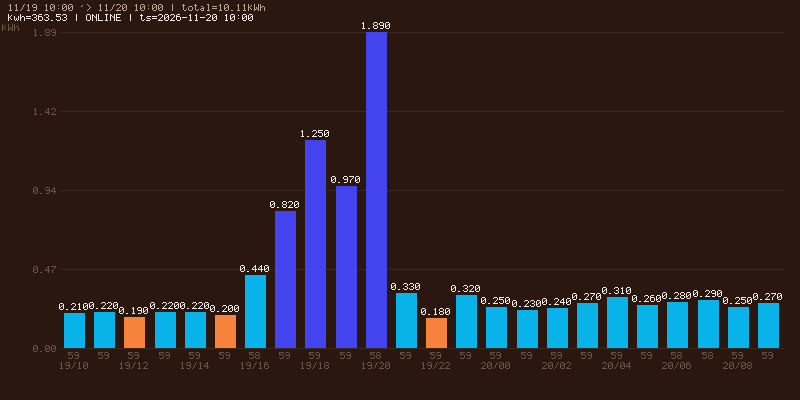 11/19 10:00 -> 11/20 10:00 | total=10.11kWh
Kwh=363.53 | ONLINE | ts=2026-11-20 10:00
kWh
1.89
1.42
0.94
0.47
0.00
0.210 0.220 0.190 0.220 0.220 0.200 0.440 0.820 1.250 0.970 1.890 0.330 0.180 0.320 0.250 0.230 0.240 0.270 0.310 0.260 0.280 0.290 0.250 0.270
59 59 59 59 59 59 58 59 59 59 58 59 59 59 59 59 59 59 59 59 58 58 59 59
19/10 19/12 19/14 19/16 19/18 19/20 19/22 20/00 20/02 20/04 20/06 20/08